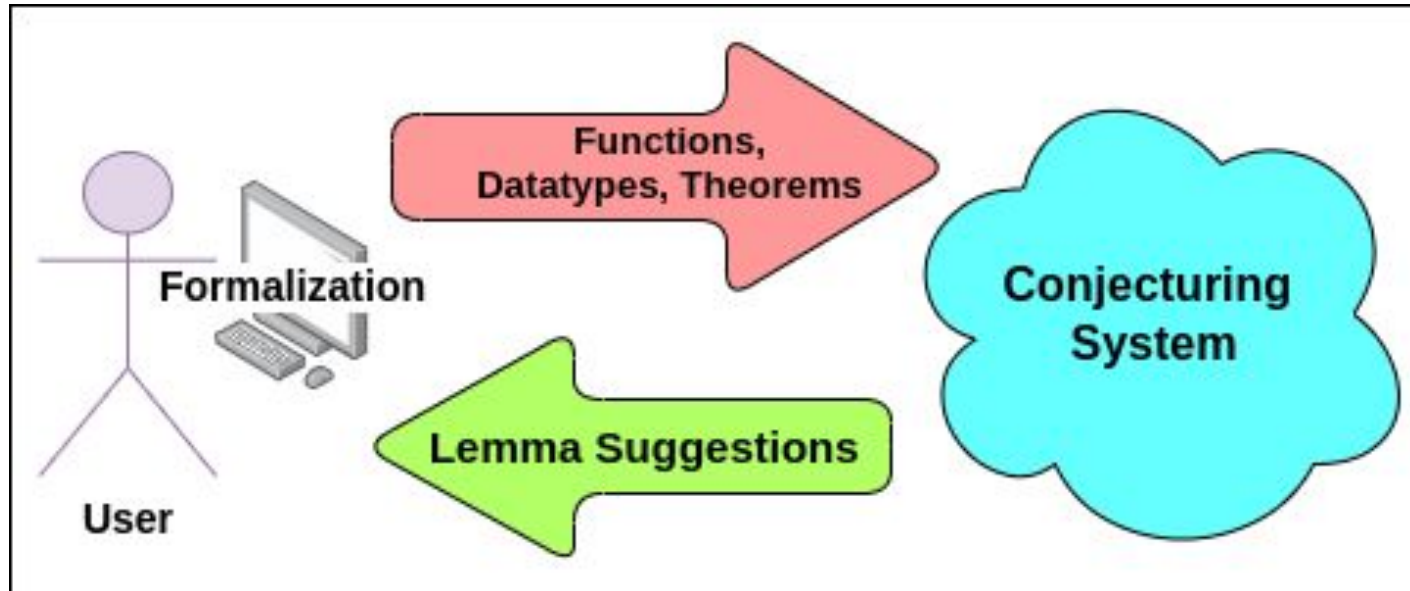 Functions,
Datatypes, Theorems
Formalization
Conjecturing
System
Lemma Suggestions
User